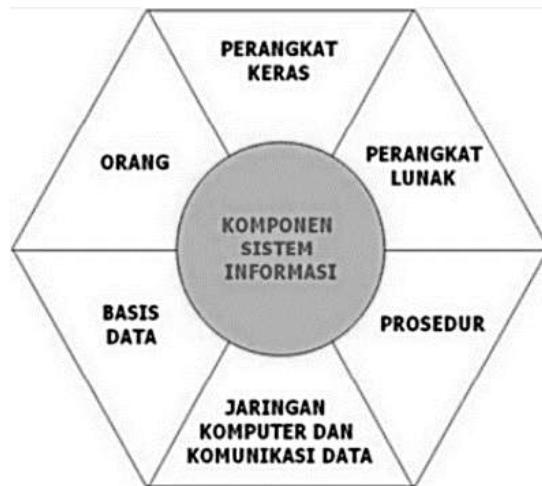 PERANGKAT
KERAS
ORANG
PERANGKAT
LUNAK
KOMPONEN
SISTEM
INFORMASI
BASIS
DATA
PROSEDUR
JARINGAN
KOMPUTER DAN
KOMUNIKASI DATA